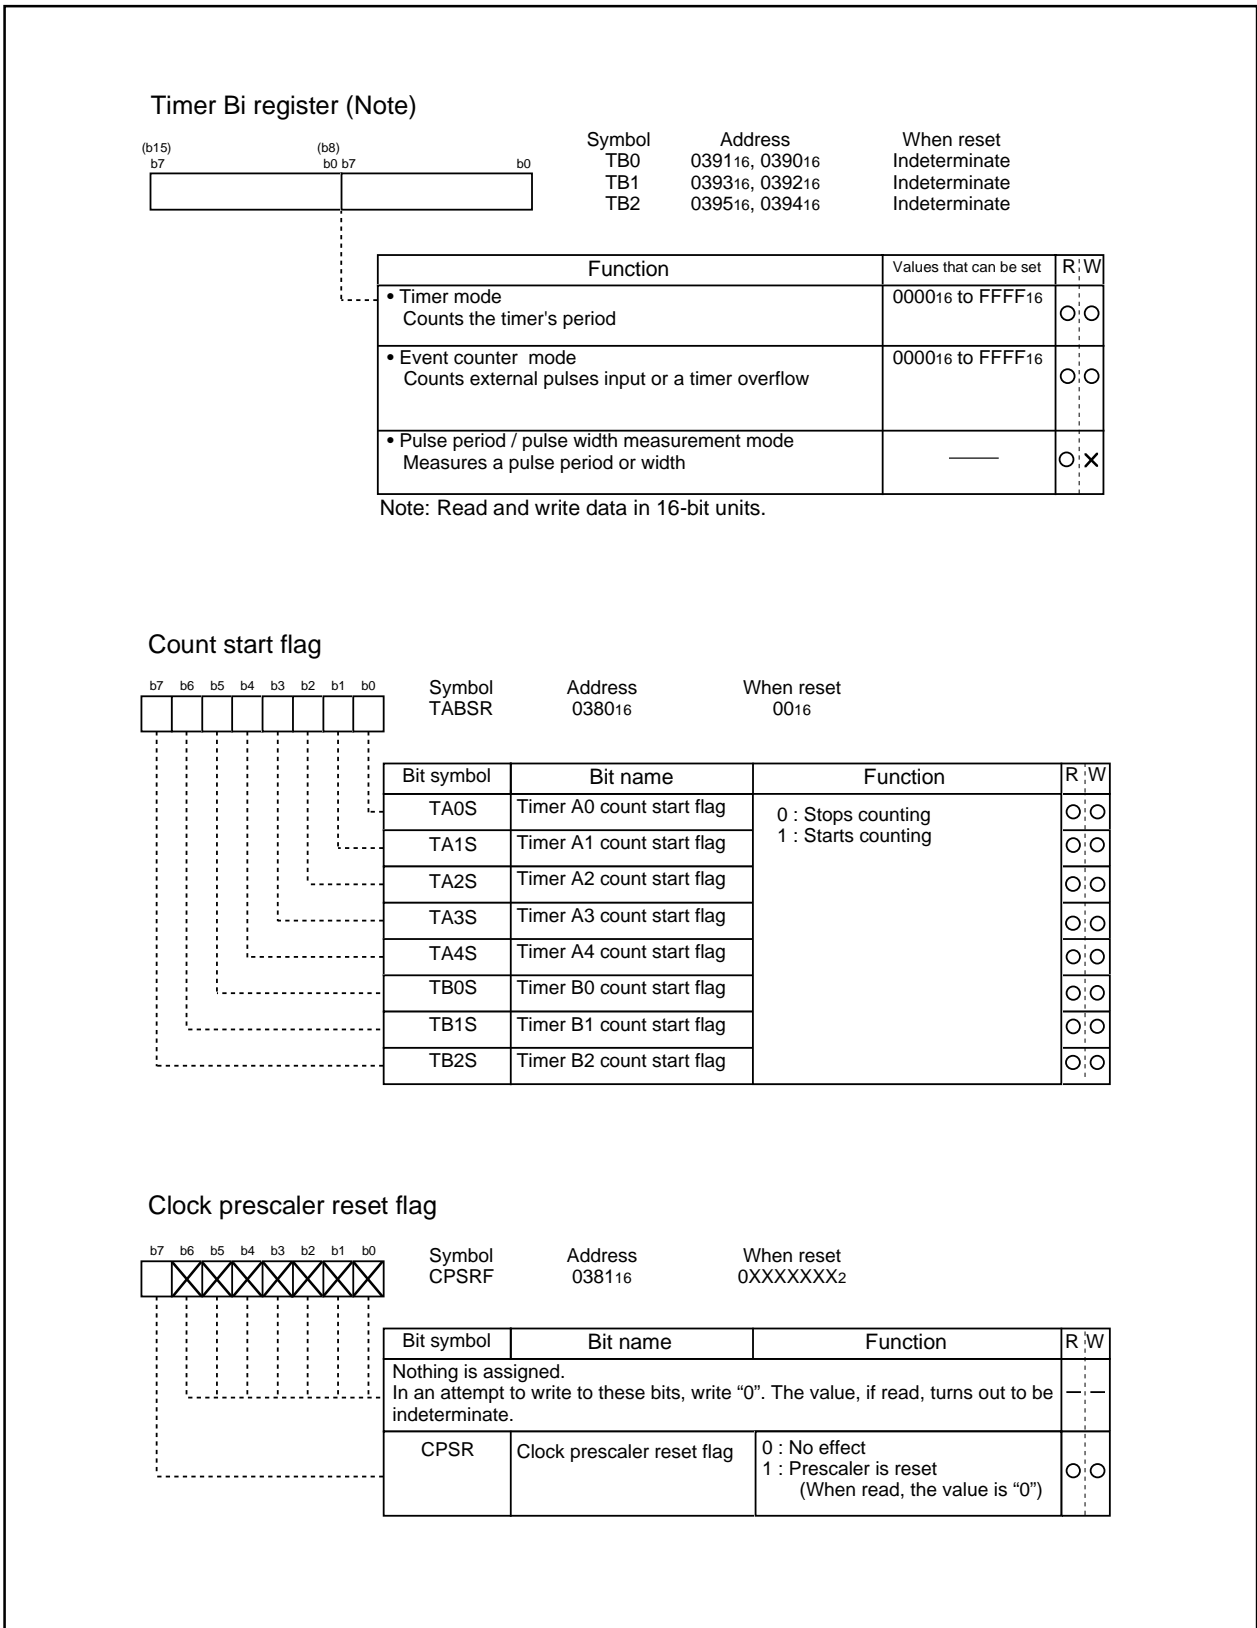 Timer Bi register (Note)
Symbol Address When reset
(b15) (b8)
b7 b0 b7 b0
TB0 039116, 039016 Indeterminate
TB1 039316, 039216 Indeterminate
TB2 039516, 039416 Indeterminate
Function Values that can be set R W
• Timer mode 000016 to FFFF16
Counts the timer's period
• Event counter mode 000016 to FFFF16
Counts external pulses input or a timer overflow
• Pulse period / pulse width measurement mode
Measures a pulse period or width
Note: Read and write data in 16-bit units.
Count start flag
b7 b6 b5 b4 b3 b2 b1 b0
Symbol Address When reset
TABSR 038016 0016
Bit symbol Bit name Function R W
TA0S Timer A0 count start flag 0 : Stops counting
1 : Starts counting
TA1S Timer A1 count start flag
TA2S Timer A2 count start flag
TA3S Timer A3 count start flag
TA4S Timer A4 count start flag
TB0S Timer B0 count start flag
TB1S Timer B1 count start flag
TB2S Timer B2 count start flag
Clock prescaler reset flag
b7 b6 b5 b4 b3 b2 b1 b0
Symbol Address When reset
CPSRF 038116 0XXXXXXX2
Bit symbol Bit name Function R W
Nothing is assigned.
In an attempt to write to these bits, write “0”. The value, if read, turns out to be
indeterminate.
CPSR Clock prescaler reset flag 0 : No effect
1 : Prescaler is reset
(When read, the value is “0”)